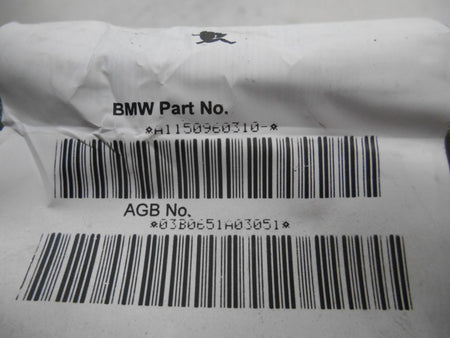 BMW Part No.
*A1150960310-*
AGB No.
*03B0651A03051*